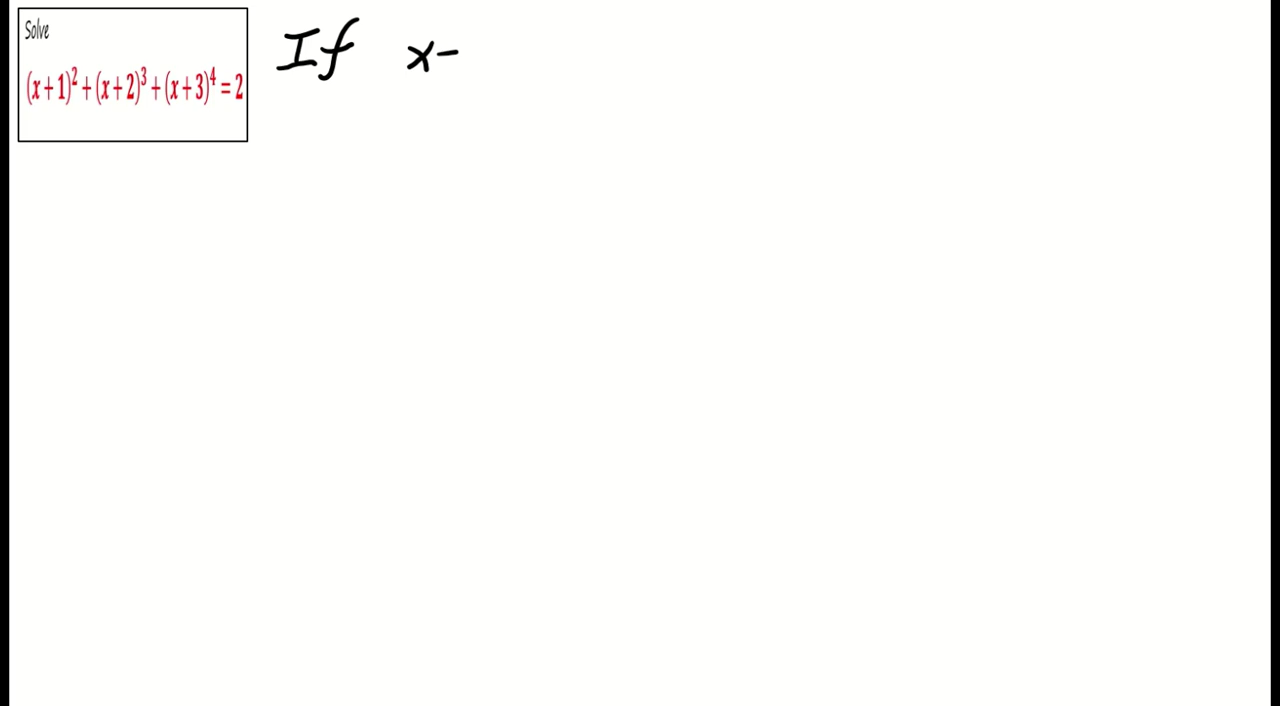 Solve
(x+1)²+(x+2)³+(x+3)⁴=2
If x-